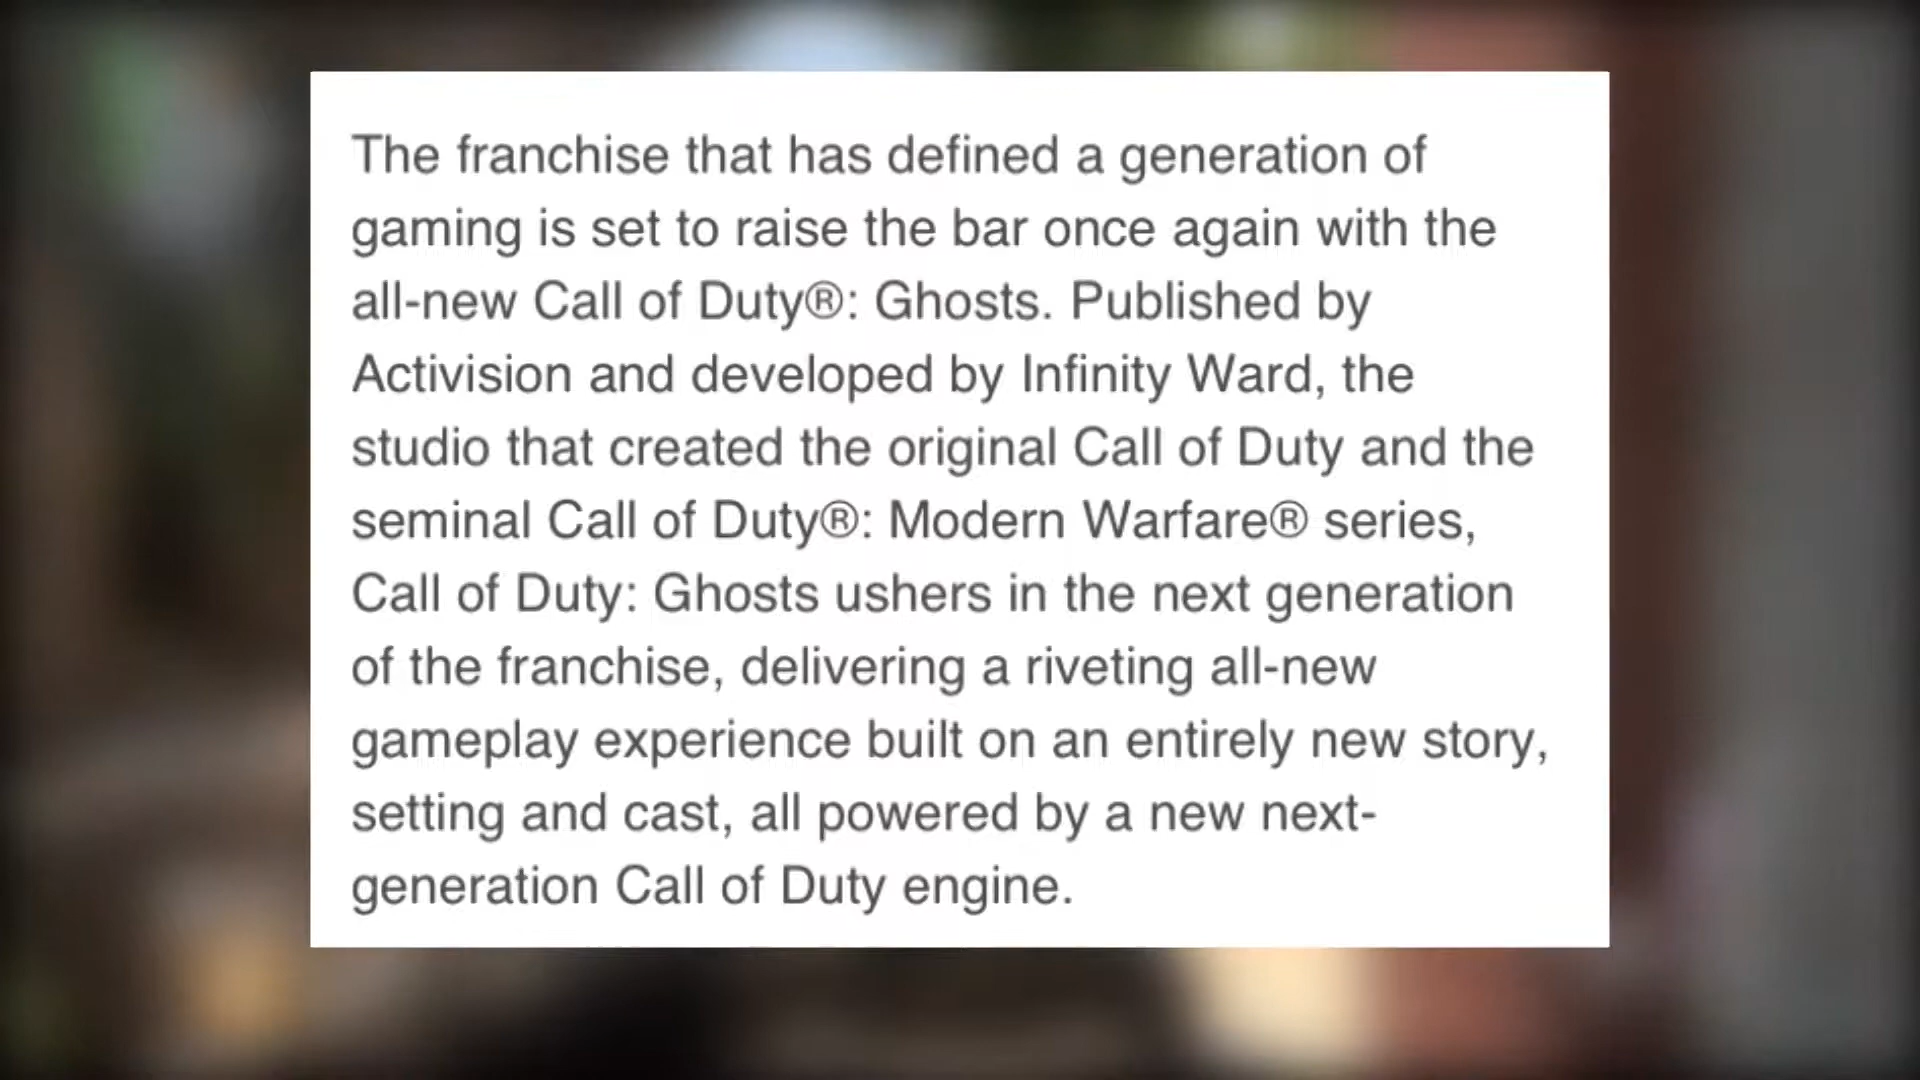 The franchise that has defined a generation of
gaming is set to raise the bar once again with the
all-new Call of Duty®: Ghosts. Published by
Activision and developed by Infinity Ward, the
studio that created the original Call of Duty and the
seminal Call of Duty®: Modern Warfare® series,
Call of Duty: Ghosts ushers in the next generation
of the franchise, delivering a riveting all-new
gameplay experience built on an entirely new story,
setting and cast, all powered by a new next-
generation Call of Duty engine.